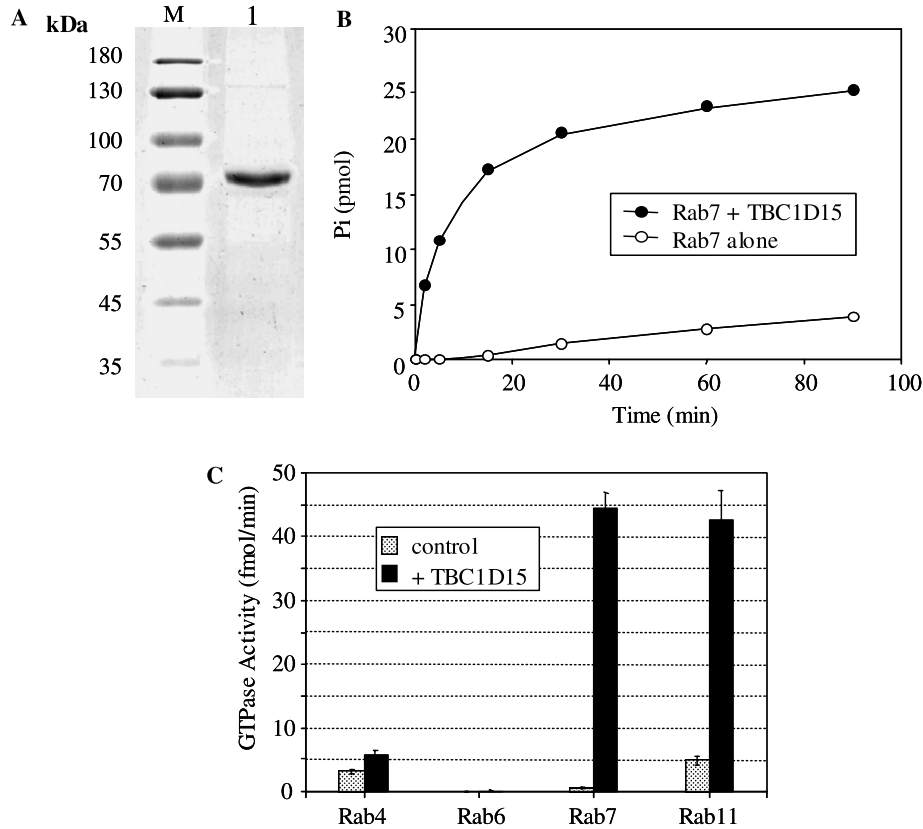 A
kDa
M
1
180
130
100
70
55
45
35
B
30
25
20
15
10
5
0
Pi (pmol)
Rab7 + TBC1D15
Rab7 alone
0
20
40
60
80
100
Time (min)
C
50
40
30
20
10
0
GTPase Activity (fmol/min)
control
+ TBC1D15
Rab4
Rab6
Rab7
Rab11